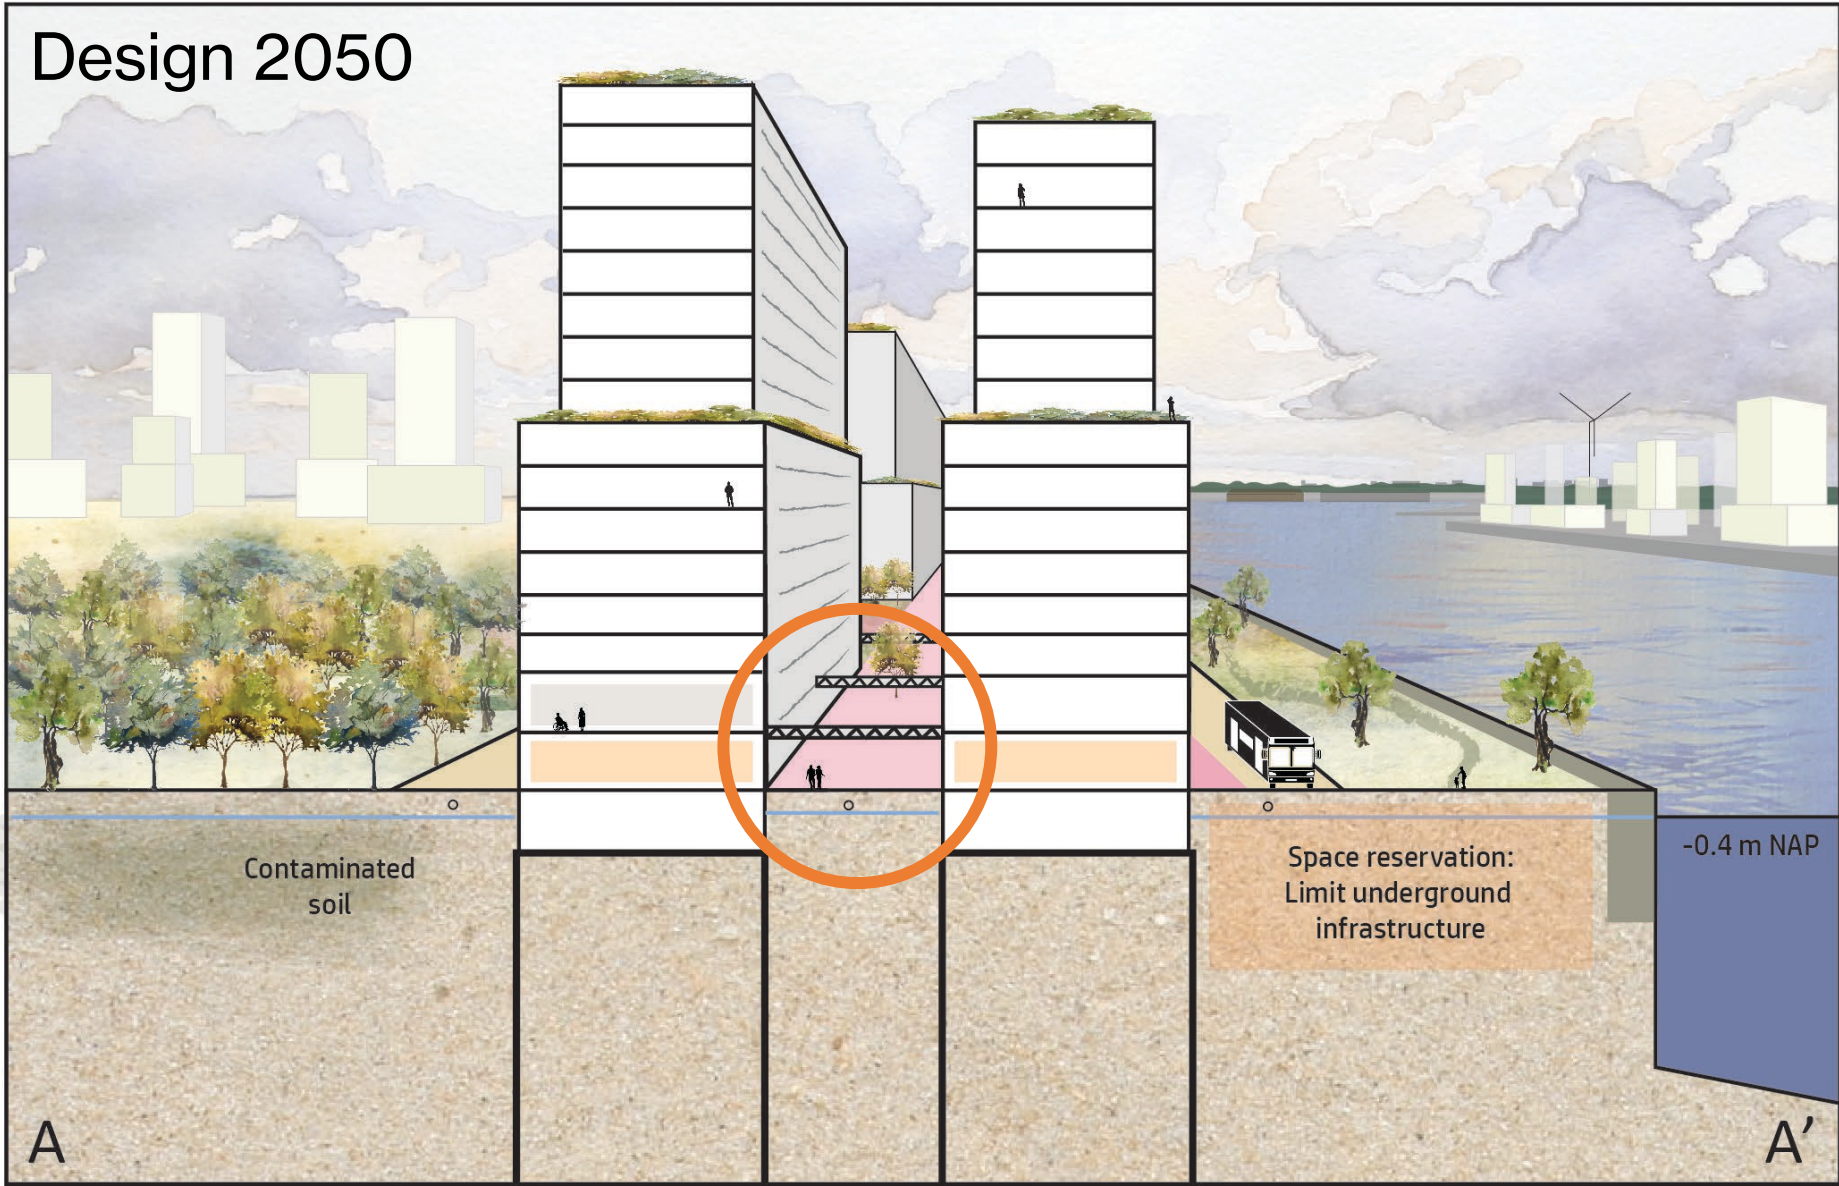 Design 2050
Contaminated
soil
Space reservation:
Limit underground
infrastructure
-0.4 m NAP
A
A’